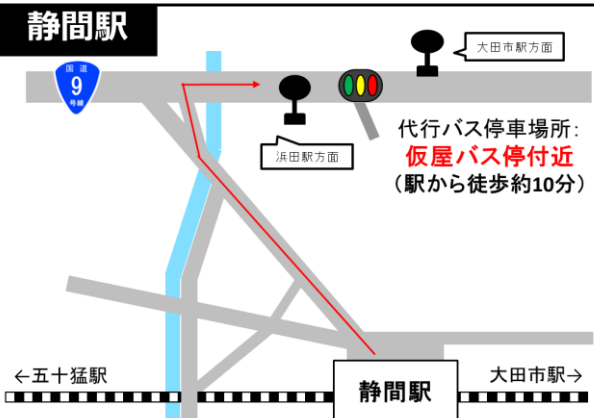 静間駅
国道
9
号線
大田市駅方面
浜田駅方面
代行バス停車場所:
仮屋バス停付近
(駅から徒歩約10分)
←五十猛駅
静間駅
大田市駅→